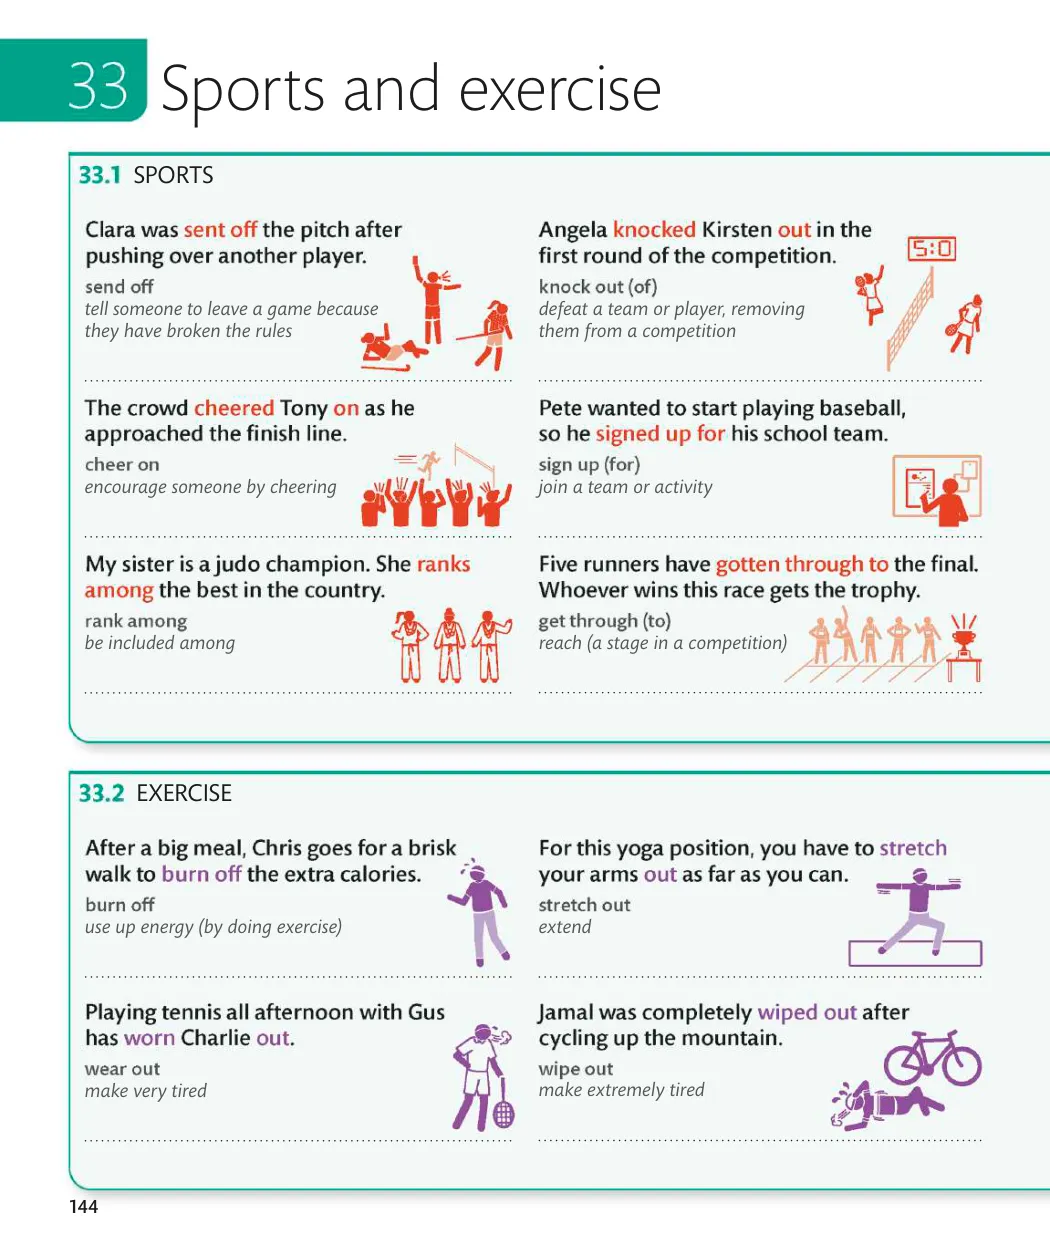 33 Sports and exercise
33.1 SPORTS
Clara was sent off the pitch after
pushing over another player.
send off
tell someone to leave a game because
they have broken the rules
Angela knocked Kirsten out in the
first round of the competition.
knock out (of)
defeat a team or player, removing
them from a competition
5:0
The crowd cheered Tony on as he
approached the finish line.
cheer on
encourage someone by cheering
Pete wanted to start playing baseball,
so he signed up for his school team.
sign up (for)
join a team or activity
My sister is a judo champion. She ranks
among the best in the country.
rank among
be included among
Five runners have gotten through to the final.
Whoever wins this race gets the trophy.
get through (to)
reach (a stage in a competition)
33.2 EXERCISE
After a big meal, Chris goes for a brisk
walk to burn off the extra calories.
burn off
use up energy (by doing exercise)
For this yoga position, you have to stretch
your arms out as far as you can.
stretch out
extend
Playing tennis all afternoon with Gus
has worn Charlie out.
wear out
make very tired
Jamal was completely wiped out after
cycling up the mountain.
wipe out
make extremely tired
144